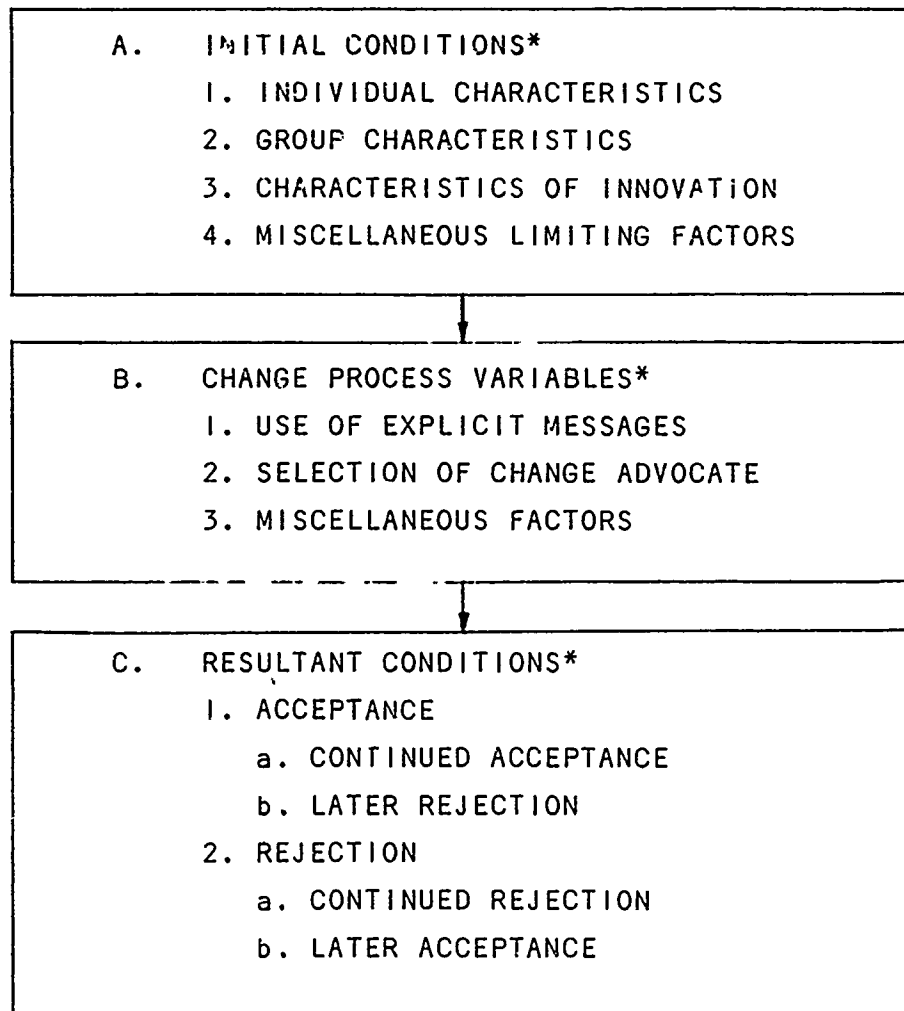 A. INITIAL CONDITIONS*
1. INDIVIDUAL CHARACTERISTICS
2. GROUP CHARACTERISTICS
3. CHARACTERISTICS OF INNOVATION
4. MISCELLANEOUS LIMITING FACTORS
B. CHANGE PROCESS VARIABLES*
1. USE OF EXPLICIT MESSAGES
2. SELECTION OF CHANGE ADVOCATE
3. MISCELLANEOUS FACTORS
C. RESULTANT CONDITIONS*
1. ACCEPTANCE
a. CONTINUED ACCEPTANCE
b. LATER REJECTION
2. REJECTION
a. CONTINUED REJECTION
b. LATER ACCEPTANCE